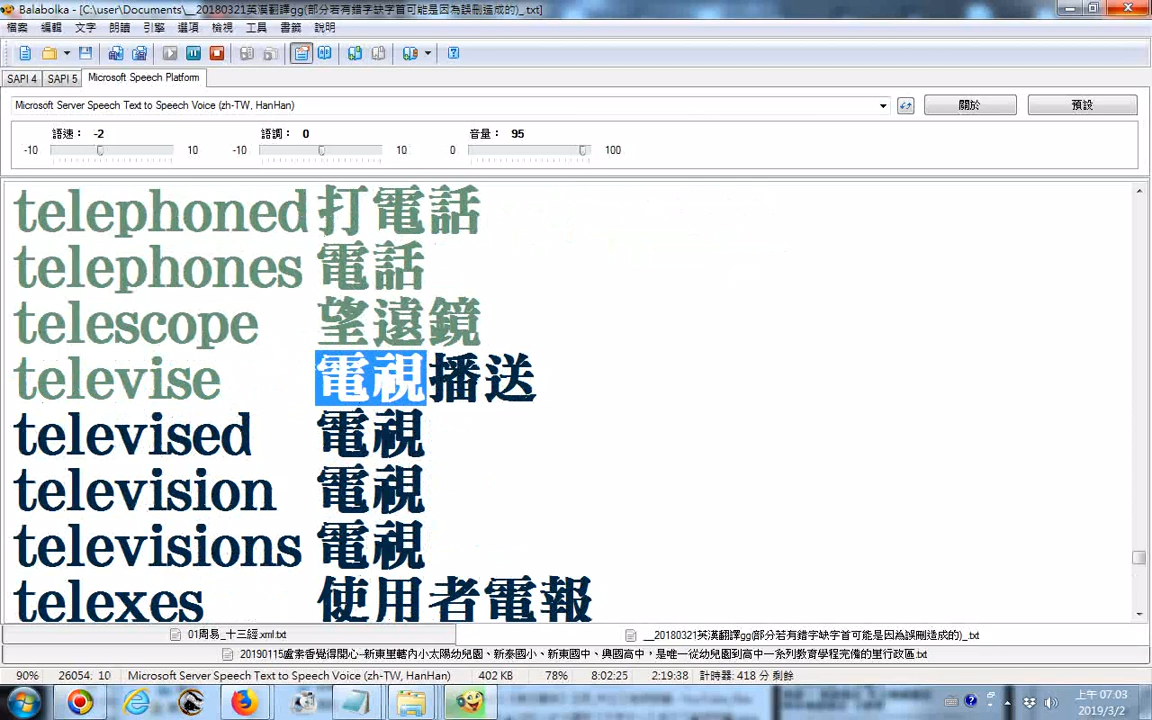 Balabolka - [C:\user\Documents\__20180321英漢翻譯gg(部分若有錯字缺字首可能是因為誤刪造成的)_.txt]
檔案 編輯 文字 朗讀 引擎 選項 檢視 工具 書籤 說明
SAPI 4 SAPI 5 Microsoft Speech Platform
Microsoft Server Speech Text to Speech Voice (zh-TW, HanHan) 關於 預設
語速： -2 語調： 0 音量： 95
-10 10 -10 10 0 100
telephoned 打電話
telephones 電話
telescope 望遠鏡
televise 電視播送
televised 電視
television 電視
televisions 電視
telexes 使用者電報
01周易_十三經.xml.txt __20180321英漢翻譯gg(部分若有錯字缺字首可能是因為誤刪造成的)_.txt
20190115盧素香覺得開心-新東里轄內小太陽幼兒園、新泰國小、新東國中、興國高中，是唯一從幼兒園到高中一系列教育學程完備的里行政區.txt
90% 26054: 10 Microsoft Server Speech Text to Speech Voice (zh-TW, HanHan) 402 KB 78% 8:02:25 2:19:38 計時器: 418 分 剩餘
上午 07:03
2019/3/2